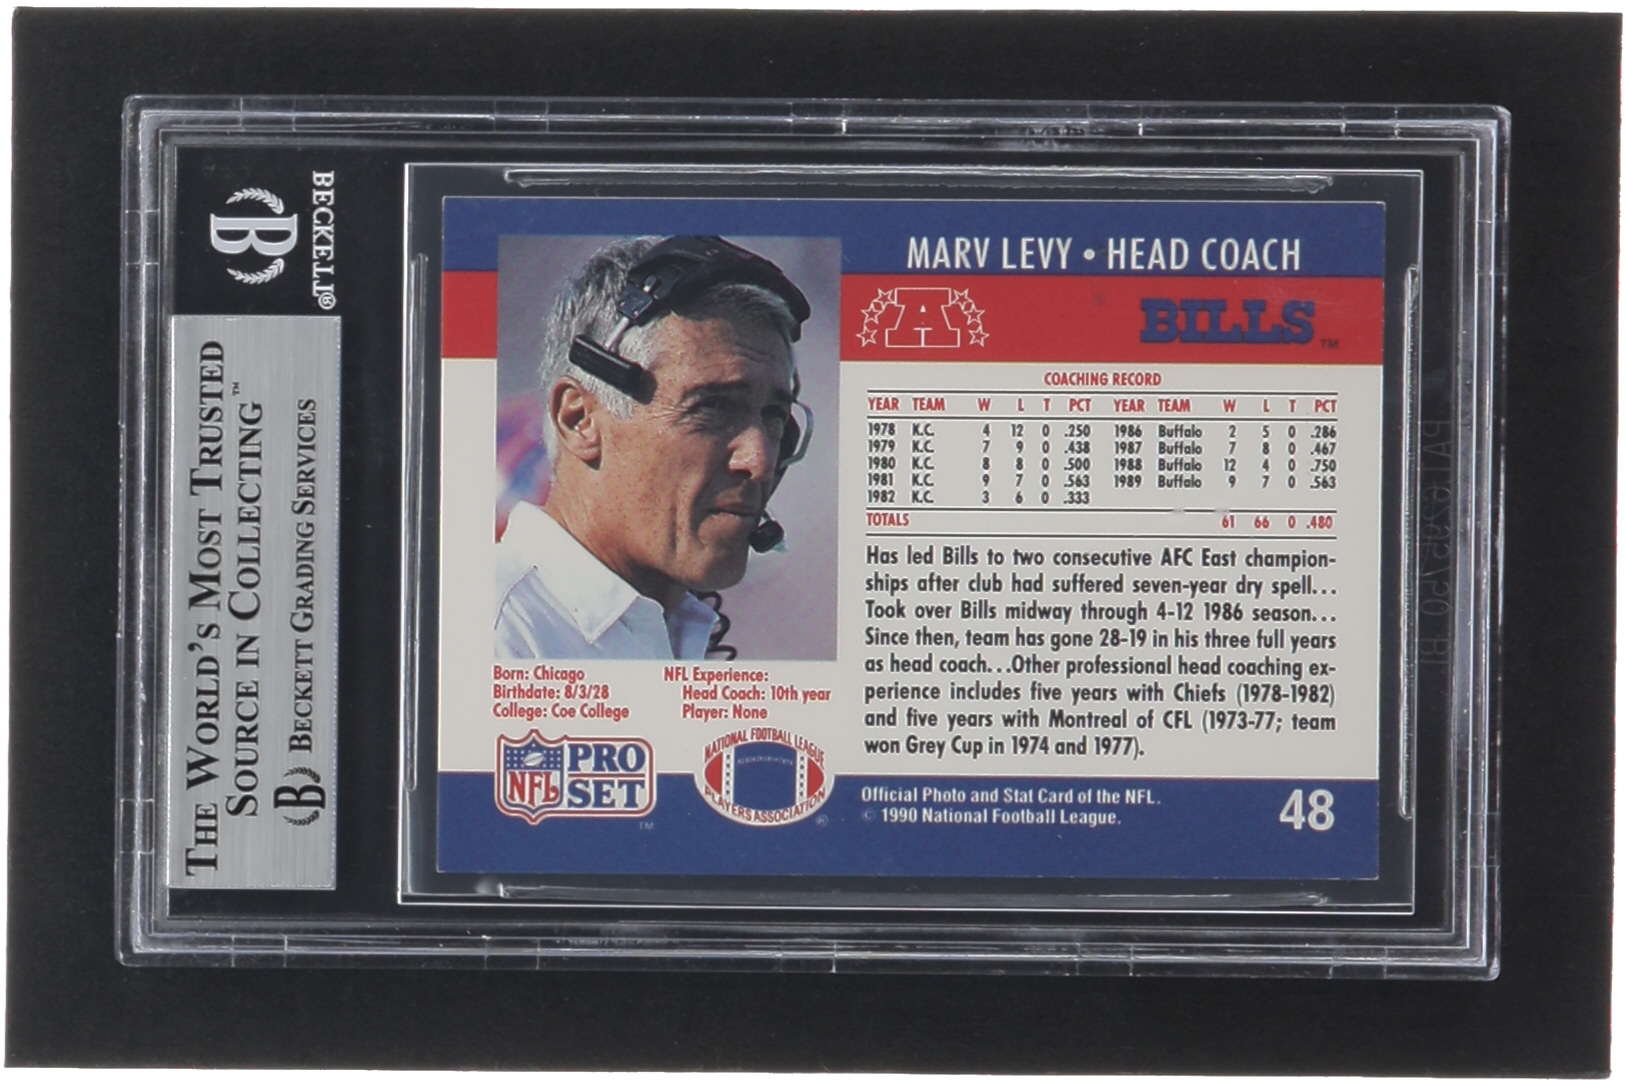 BECKETT®
B
THE WORLD'S MOST TRUSTED
SOURCE IN COLLECTING™
B BECKETT GRADING SERVICES
MARV LEVY • HEAD COACH
A
BILLS™
COACHING RECORD
YEAR TEAM W L T PCT YEAR TEAM W L T PCT
1978 K.C. 4 12 0 .250 1986 Buffalo 2 5 0 .286
1979 K.C. 7 9 0 .438 1987 Buffalo 7 8 0 .467
1980 K.C. 8 8 0 .500 1988 Buffalo 12 4 0 .750
1981 K.C. 9 7 0 .563 1989 Buffalo 9 7 0 .563
1982 K.C. 3 6 0 .333
TOTALS 61 66 0 .480
Has led Bills to two consecutive AFC East champion-
ships after club had suffered seven-year dry spell...
Took over Bills midway through 4-12 1986 season...
Since then, team has gone 28-19 in his three full years
as head coach...Other professional head coaching ex-
perience includes five years with Chiefs (1978-1982)
and five years with Montreal of CFL (1973-77; team
won Grey Cup in 1974 and 1977).
Born: Chicago
Birthdate: 8/3/28
College: Coe College
NFL Experience:
Head Coach: 10th year
Player: None
NFL PRO SET™
NATIONAL FOOTBALL LEAGUE
PLAYERS ASSOCIATION®
Official Photo and Stat Card of the NFL.
© 1990 National Football League.
48